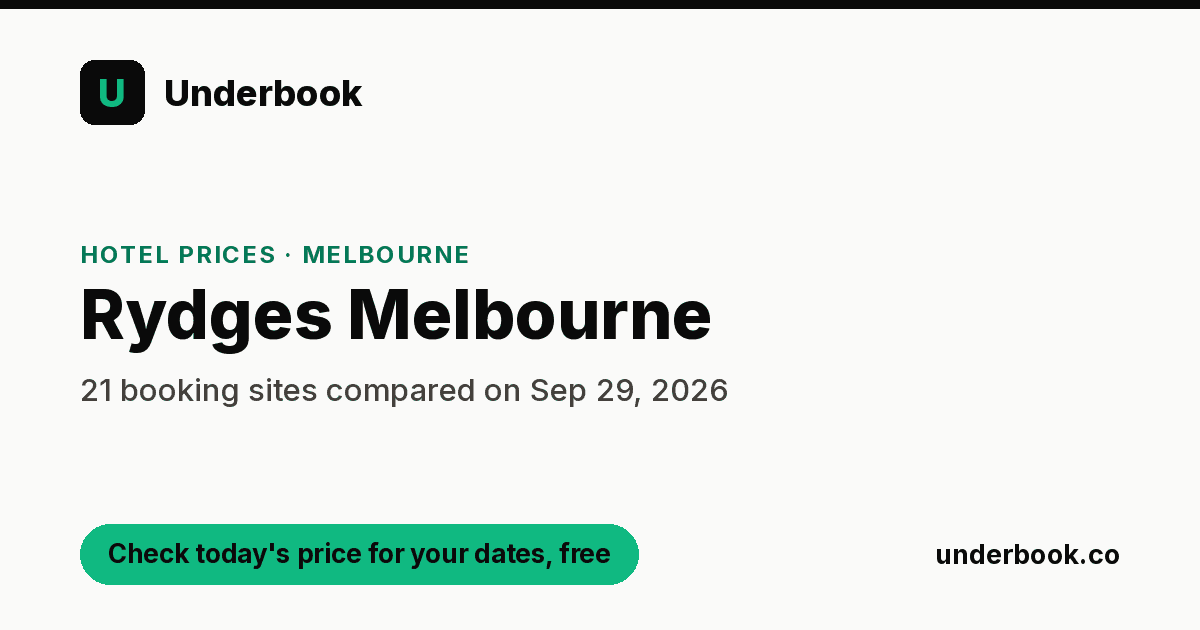 U Underbook
HOTEL PRICES · MELBOURNE
Rydges Melbourne
21 booking sites compared on Sep 29, 2026
Check today's price for your dates, free
underbook.co